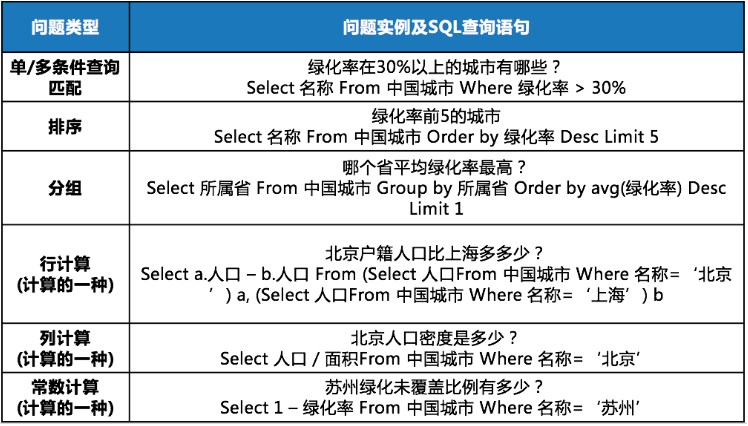 问题类型
问题实例及SQL查询语句
单/多条件查询
匹配
绿化率在30%以上的城市有哪些？
Select 名称 From 中国城市 Where 绿化率 > 30%
排序
绿化率前5的城市
Select 名称 From 中国城市 Order by 绿化率 Desc Limit 5
分组
哪个省平均绿化率最高？
Select 所属省 From 中国城市 Group by 所属省 Order by avg(绿化率) Desc
Limit 1
行计算
(计算的一种)
北京户籍人口比上海多多少？
Select a.人口 – b.人口 From (Select 人口From 中国城市 Where 名称=‘北京
’) a, (Select 人口From 中国城市 Where 名称=‘上海’) b
列计算
(计算的一种)
北京人口密度是多少？
Select 人口 / 面积From 中国城市 Where 名称=‘北京’
常数计算
(计算的一种)
苏州绿化未覆盖比例有多少？
Select 1 – 绿化率 From 中国城市 Where 名称=‘苏州’